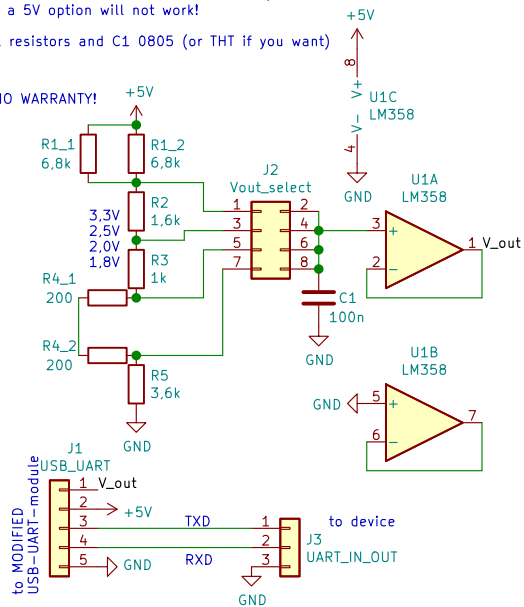 a 5V option will not work!
resistors and C1 0805 (or THT if you want)
NO WARRANTY!
+5V
8
V+
U1C
LM358
V-
4
GND
+5V
R1_1
6,8k
R1_2
6,8k
R2
1,6k
3,3V
2,5V
2,0V
1,8V
R3
1k
R4_1
200
R4_2
200
R5
3,6k
GND
J2
Vout_select
1
2
3
4
5
6
7
8
C1
100n
GND
U1A
LM358
3
+
2
-
1
V_out
U1B
LM358
GND
5
+
6
-
7
J1
USB_UART
1
V_out
2
+5V
3
4
5
GND
to MODIFIED
USB-UART-module
TXD
RXD
1
2
3
J3
UART_IN_OUT
to device
GND